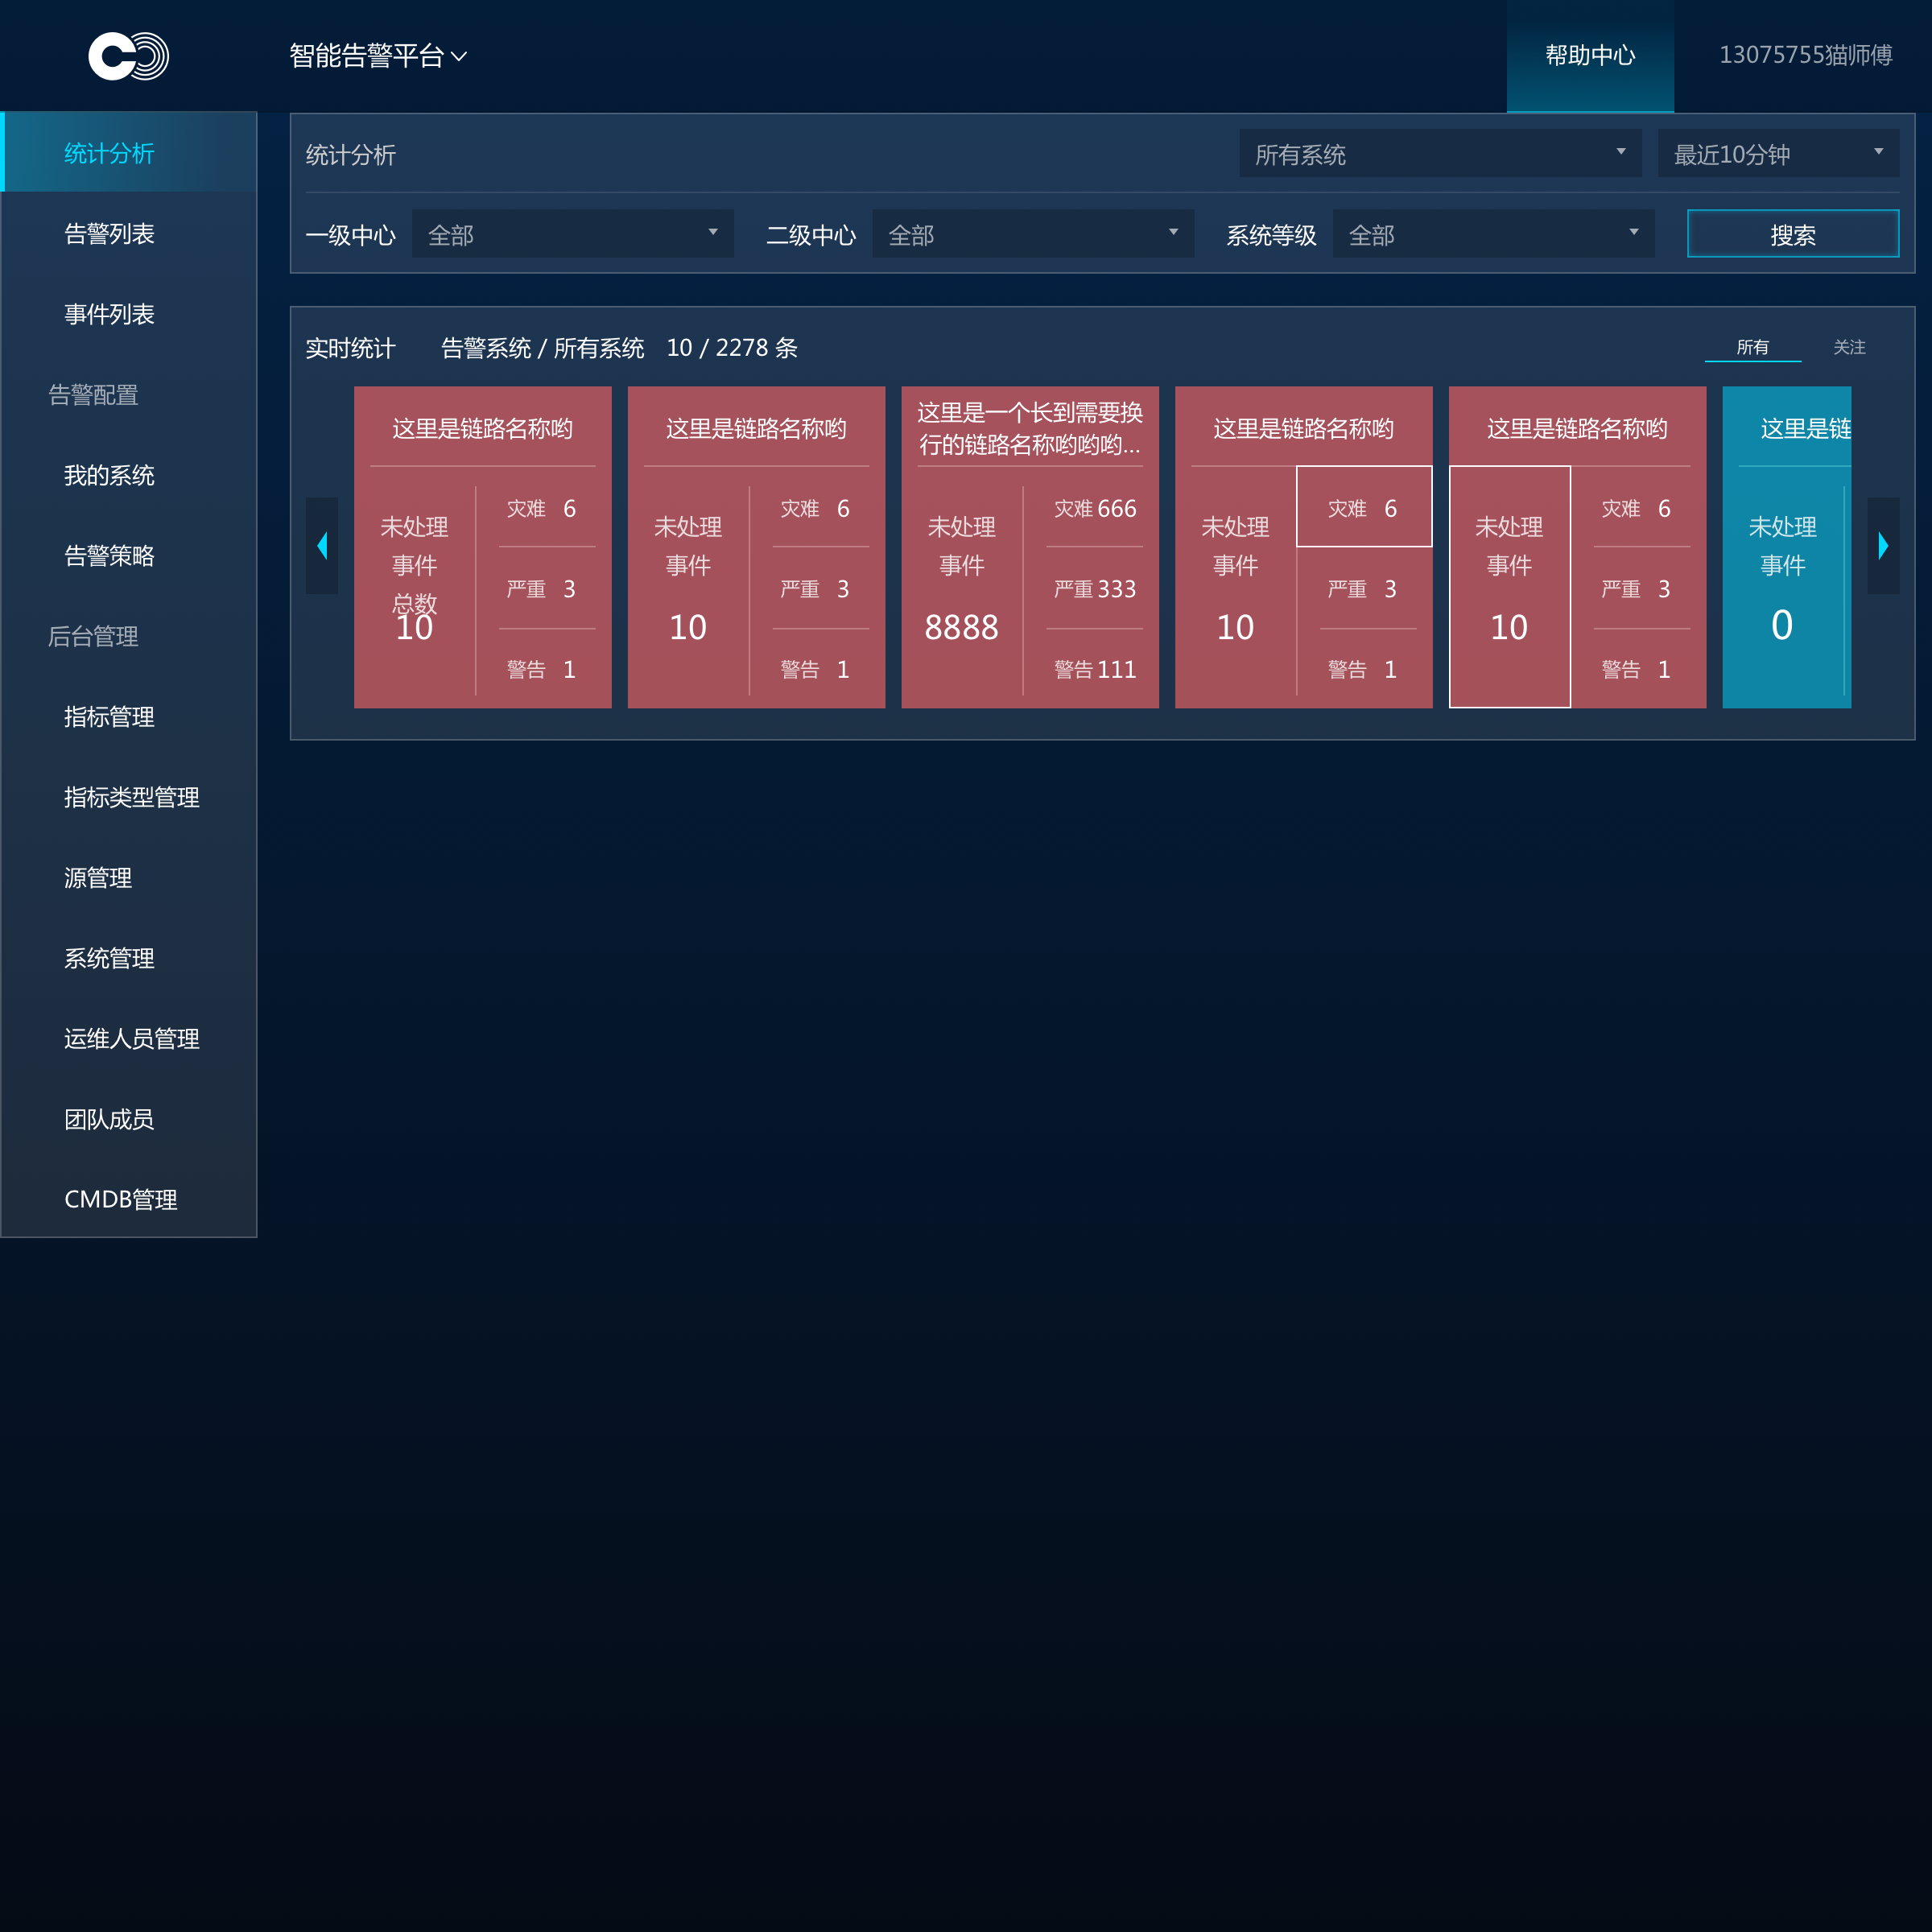 智能告警平台
帮助中心
13075755猫师傅
统计分析
告警列表
事件列表
告警配置
我的系统
告警策略
后台管理
指标管理
指标类型管理
源管理
系统管理
运维人员管理
团队成员
CMDB管理
统计分析
所有系统
最近10分钟
一级中心
全部
二级中心
全部
系统等级
全部
搜索
实时统计
告警系统 / 所有系统
10 / 2278 条
所有
关注
这里是链路名称哟
未处理
事件
总数
10
灾难 6
严重 3
警告 1
这里是链路名称哟
未处理
事件
10
灾难 6
严重 3
警告 1
这里是一个长到需要换
行的链路名称哟哟哟...
未处理
事件
8888
灾难 666
严重 333
警告 111
这里是链路名称哟
未处理
事件
10
灾难 6
严重 3
警告 1
这里是链路名称哟
未处理
事件
10
灾难 6
严重 3
警告 1
这里是链
未处理
事件
0